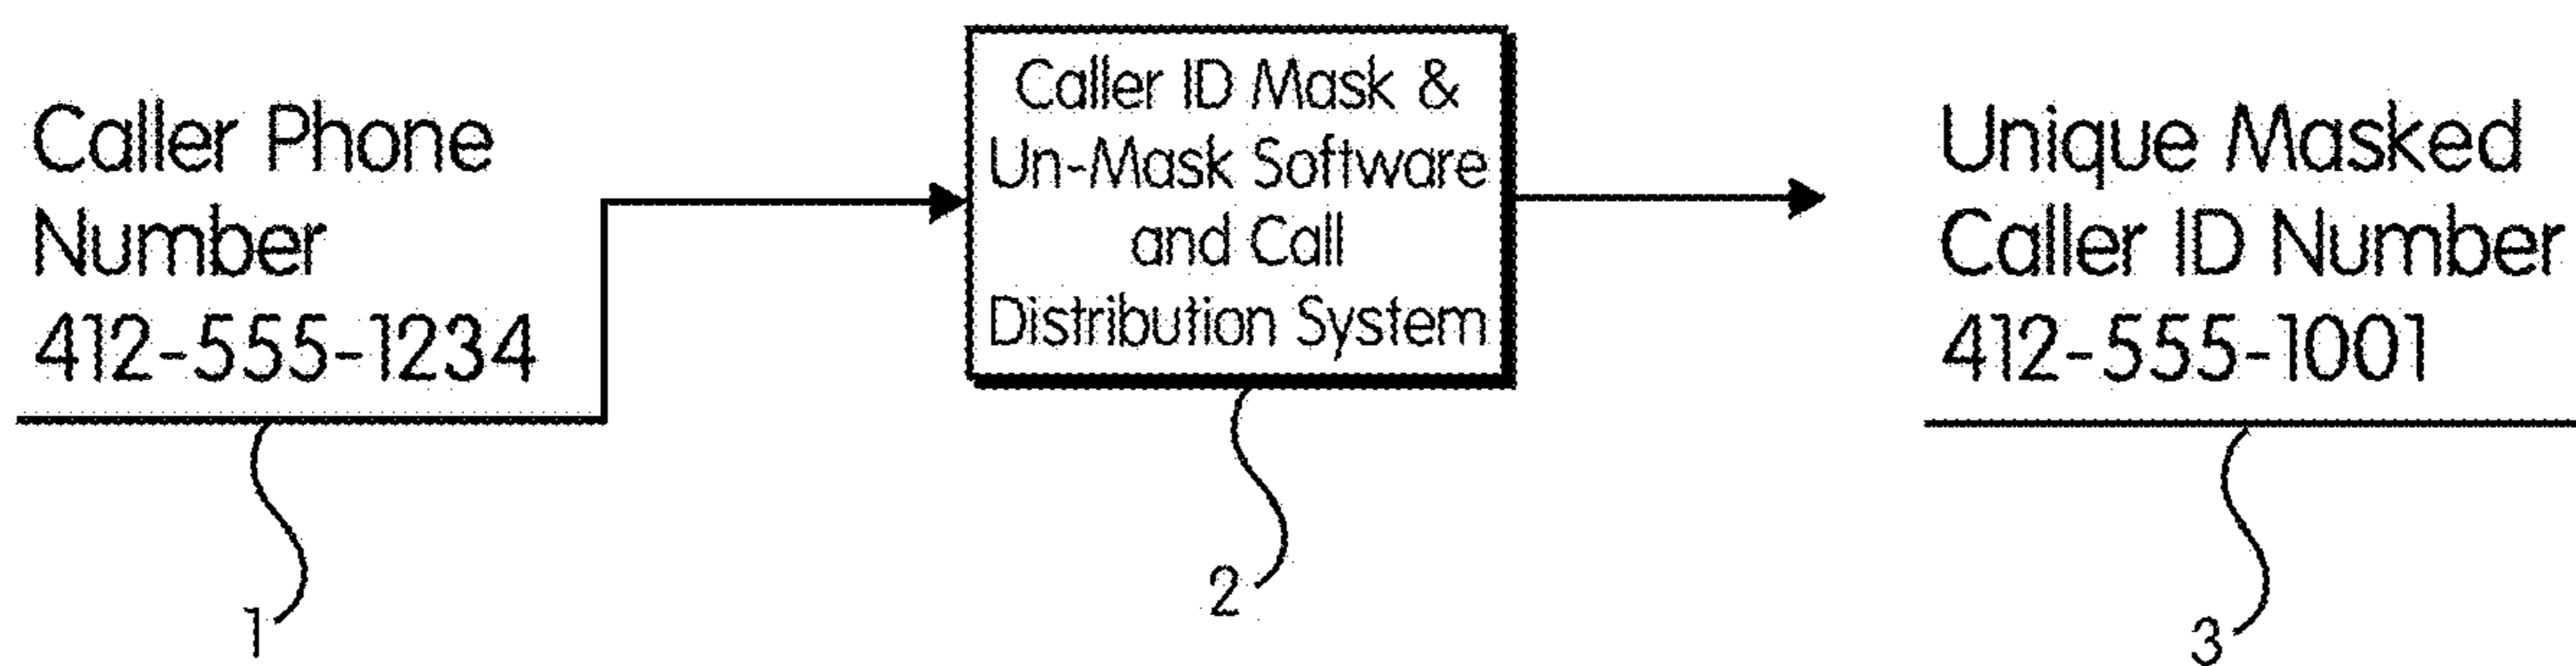 Caller Phone
Number
412-555-1234
1
Caller ID Mask &
Un-Mask Software
and Call
Distribution System
2
Unique Masked
Caller ID Number
412-555-1001
3